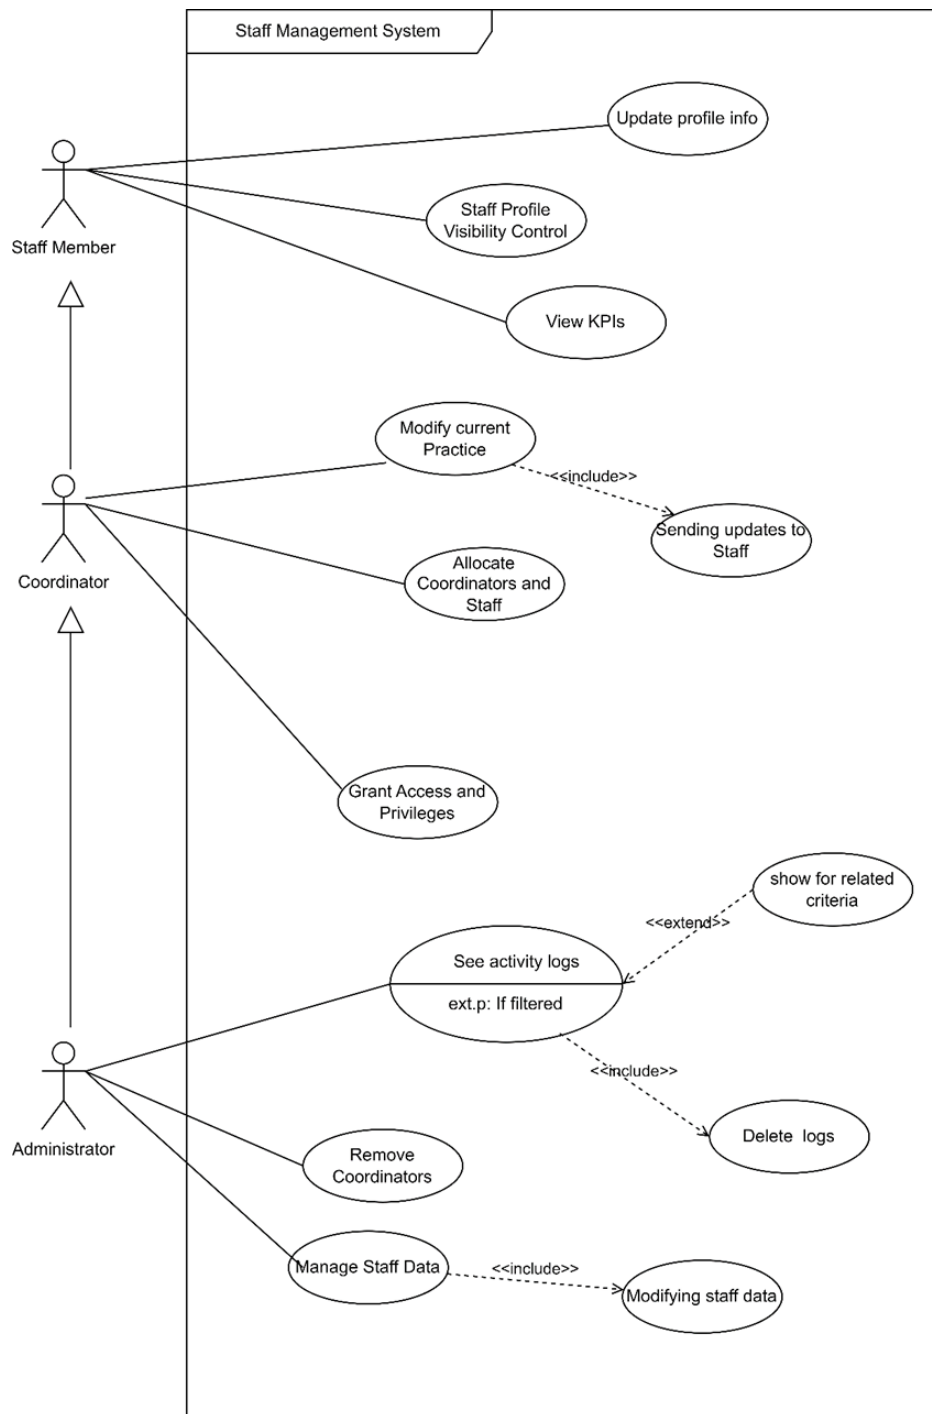 Staff Management System
Update profile info
Staff Member
Staff Profile
Visibility Control
View KPIs
Modify current
Practice
<<include>>
Sending updates to
Staff
Coordinator
Allocate
Coordinators and
Staff
Grant Access and
Privileges
show for related
criteria
<<extend>>
See activity logs
ext.p: If filtered
<<include>>
Delete logs
Administrator
Remove
Coordinators
Manage Staff Data
<<include>>
Modifying staff data